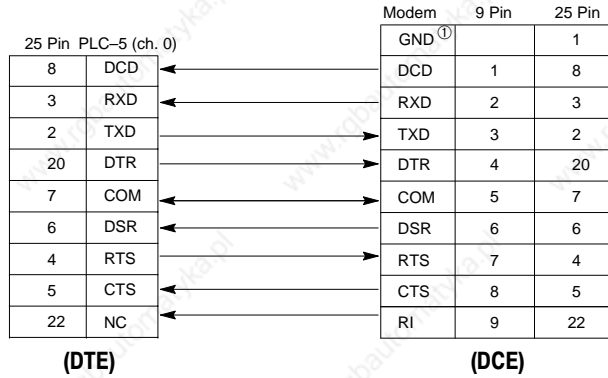 Modem 9 Pin 25 Pin
GND① 1
25 Pin PLC–5 (ch. 0)
8 DCD DCD 1 8
3 RXD RXD 2 3
2 TXD TXD 3 2
20 DTR DTR 4 20
7 COM COM 5 7
6 DSR DSR 6 6
4 RTS RTS 7 4
5 CTS CTS 8 5
22 NC RI 9 22
(DTE) (DCE)